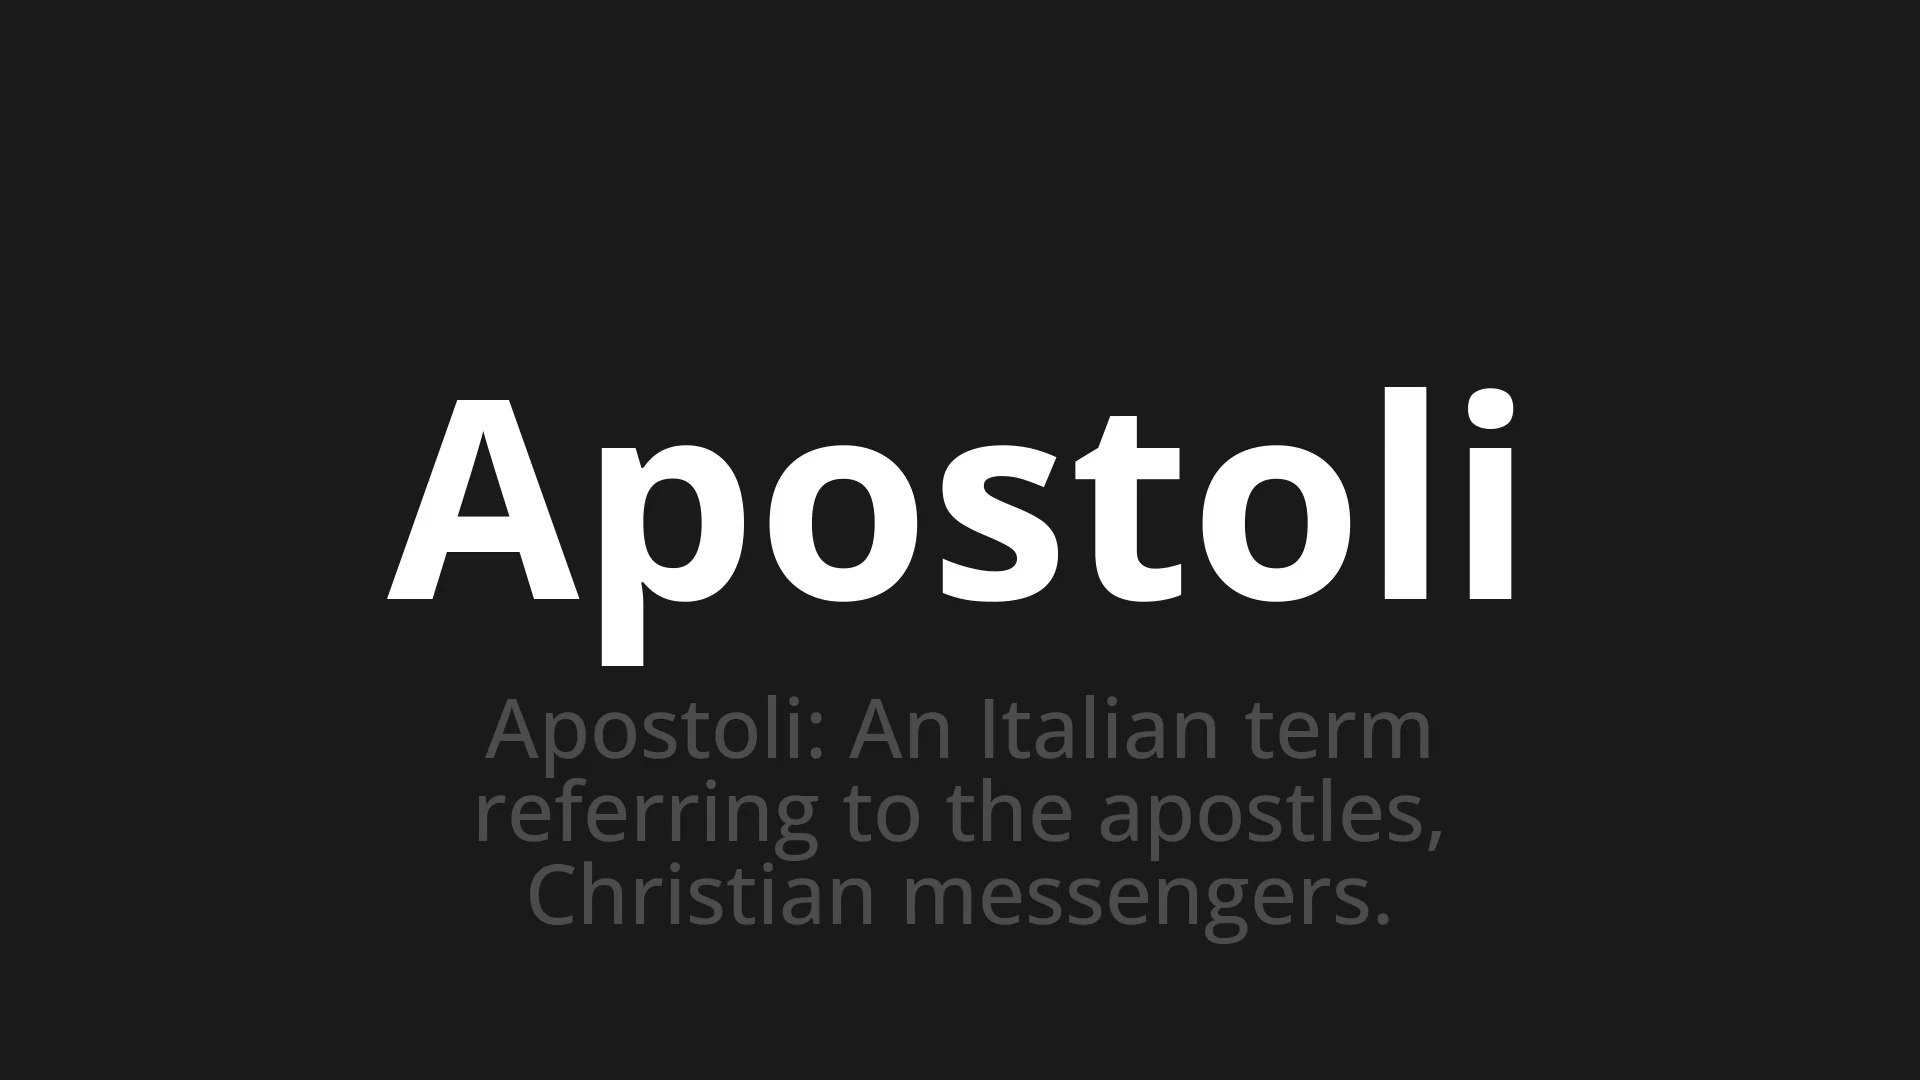 Apostoli
Apostoli: An Italian term
referring to the apostles,
Christian messengers.